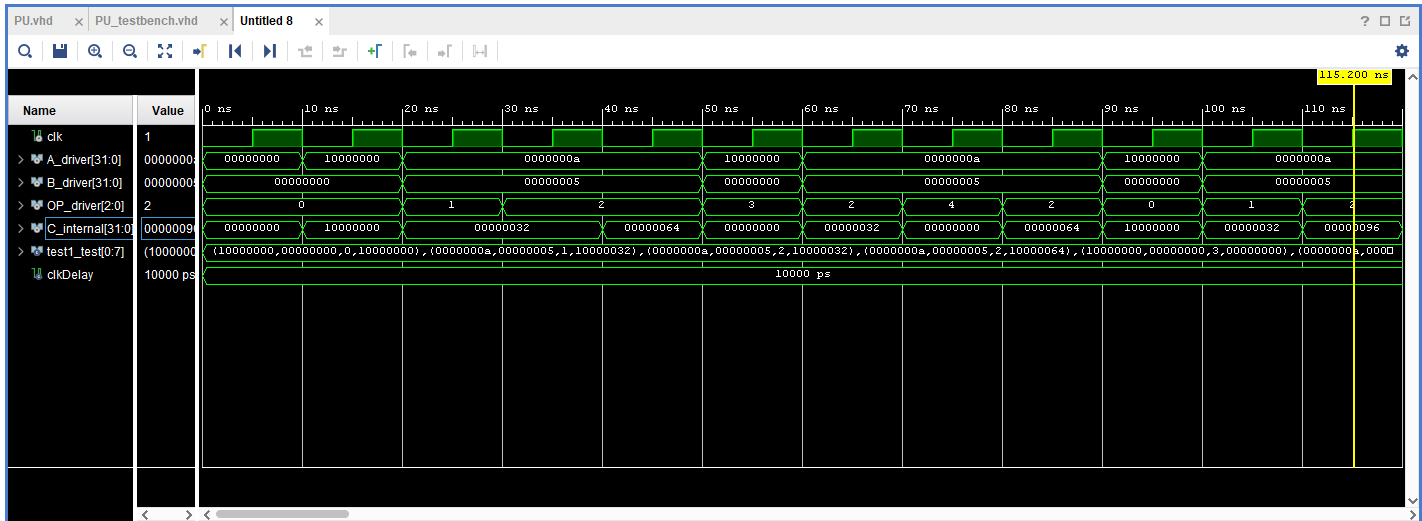 PU.vhd × PU_testbench.vhd × Untitled 8 × ?
115.200 ns
Name Value 0 ns 10 ns 20 ns 30 ns 40 ns 50 ns 60 ns 70 ns 80 ns 90 ns 100 ns 110 ns
clk 1
A_driver[31:0] 0000000a 00000000 10000000 0000000a 10000000 0000000a 10000000 0000000a
B_driver[31:0] 00000005 00000000 00000005 00000000 00000005 00000000 00000005
OP_driver[2:0] 2 0 1 2 3 2 4 2 0 1 2
C_internal[31:0] 00000096 00000000 10000000 00000032 00000064 00000000 00000032 00000000 00000064 10000000 00000032 00000096
test1_test[0:7] (1000000 (10000000,00000000,0,10000000),(0000000a,00000005,1,10000032),(0000000a,00000005,2,10000032),(0000000a,00000005,2,10000064),(10000000,00000000,3,00000000),(0000000a,000
clkDelay 10000 ps 10000 ps